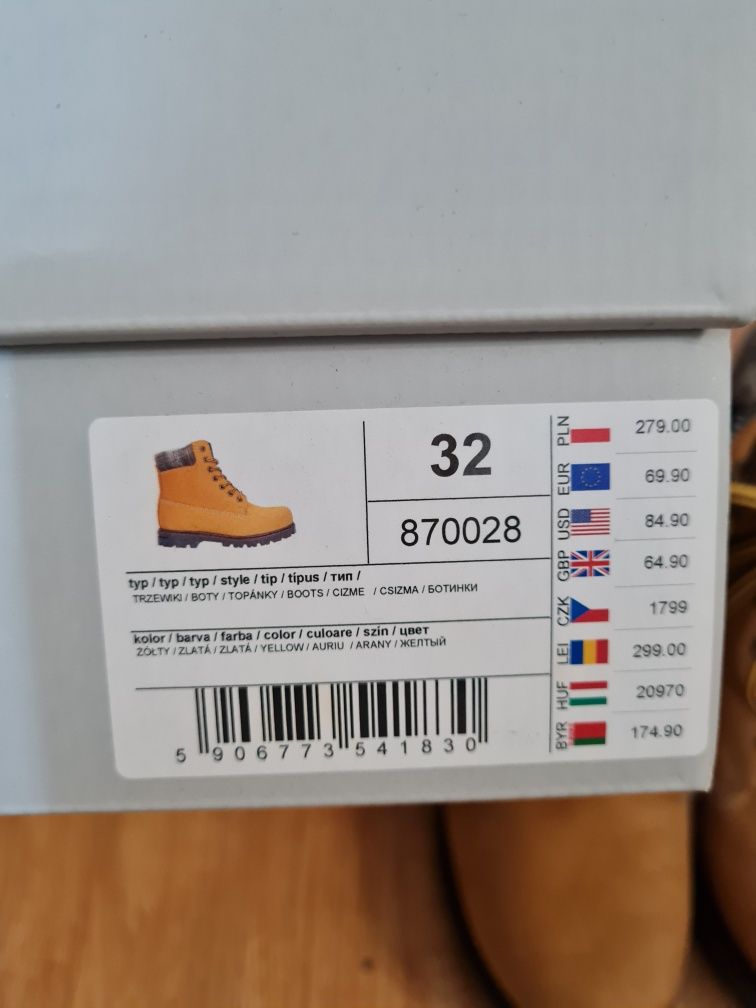 32
870028
typ / typ / typ / style / tip / típus / тип /
TRZEWIKI / BOTY / TOPÁNKY / BOOTS / CIZME / CSIZMA / БОТИНКИ
kolor / barva / farba / color / culoare / szín / цвет
ŻÓŁTY / ZLATÁ / ZLATÁ / YELLOW / AURIU / ARANY / ЖЕЛТЫЙ
5 906773 541830
PLN 279.00
EUR 69.90
USD 84.90
GBP 64.90
CZK 1799
LEI 299.00
HUF 20970
BYR 174.90